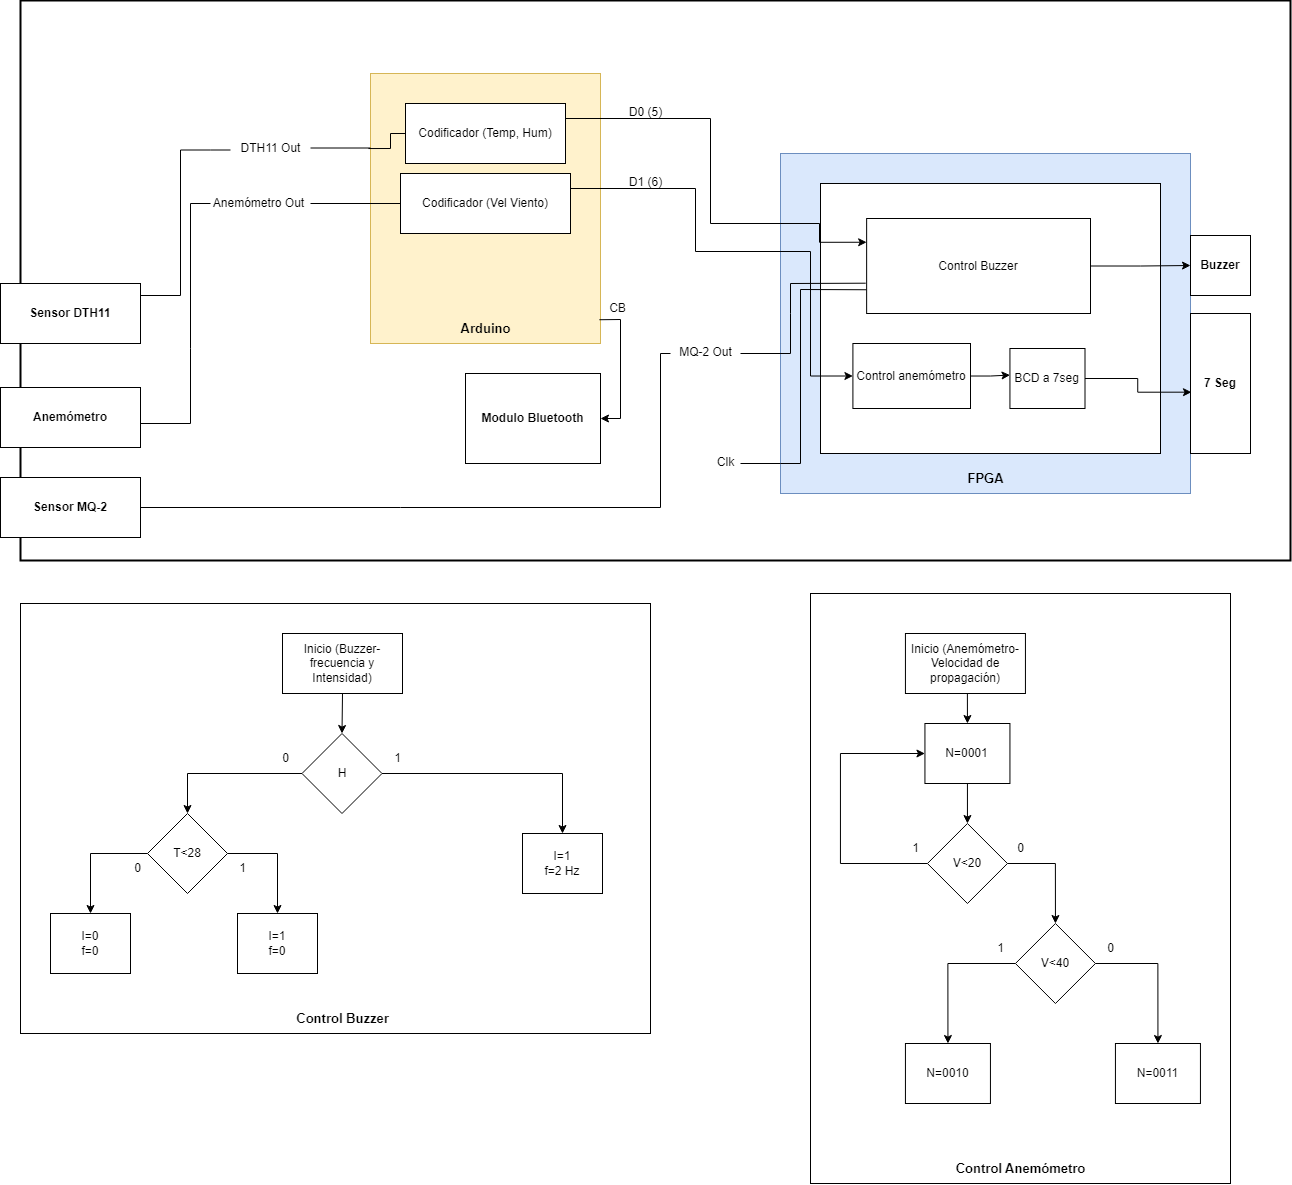 D0 (5)
Codificador (Temp, Hum)
DTH11 Out
D1 (6)
Anemómetro Out
Codificador (Vel Viento)
Control Buzzer
Buzzer
Sensor DTH11
CB
Arduino
MQ-2 Out
Control anemómetro
BCD a 7seg
7 Seg
Anemómetro
Modulo Bluetooth
Clk
FPGA
Sensor MQ-2
Inicio (Buzzer-
frecuencia y
Intensidad)
0
1
H
T<28
0
1
I=1
f=2 Hz
I=0
f=0
I=1
f=0
Control Buzzer
Inicio (Anemómetro-
Velocidad de
propagación)
N=0001
1
0
V<20
1
0
V<40
N=0010
N=0011
Control Anemómetro